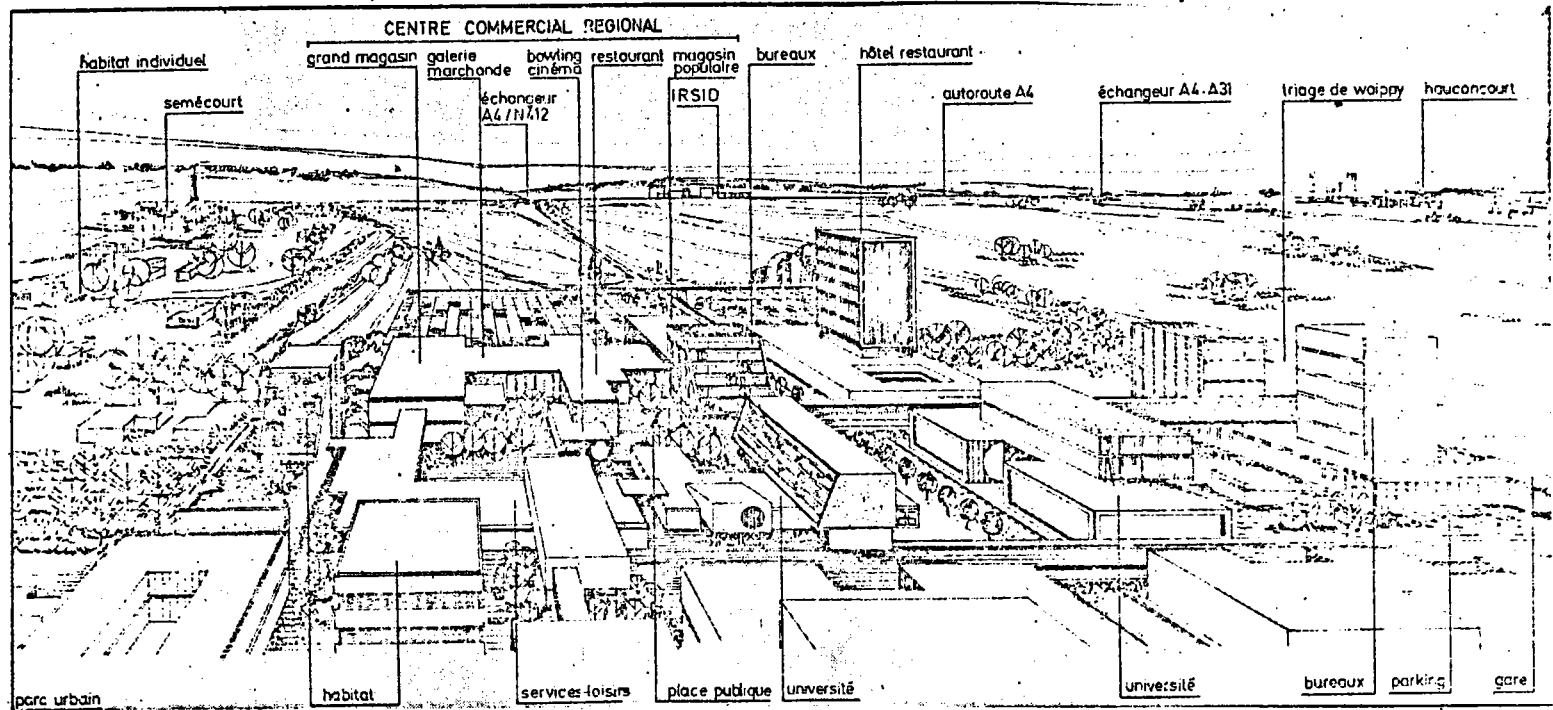 CENTRE COMMERCIAL REGIONAL
habitat individuel
grand magasin
galerie
marchande
bowling
cinéma
restaurant
magasin
populaire
bureaux
hôtel restaurant
semécourt
échangeur
A4/N412
IRSID
autoroute A4
échangeur A4-A31
triage de woippy
hauconcourt
parc urbain
habitat
services-loisirs
place publique
université
université
bureaux
parking
gare